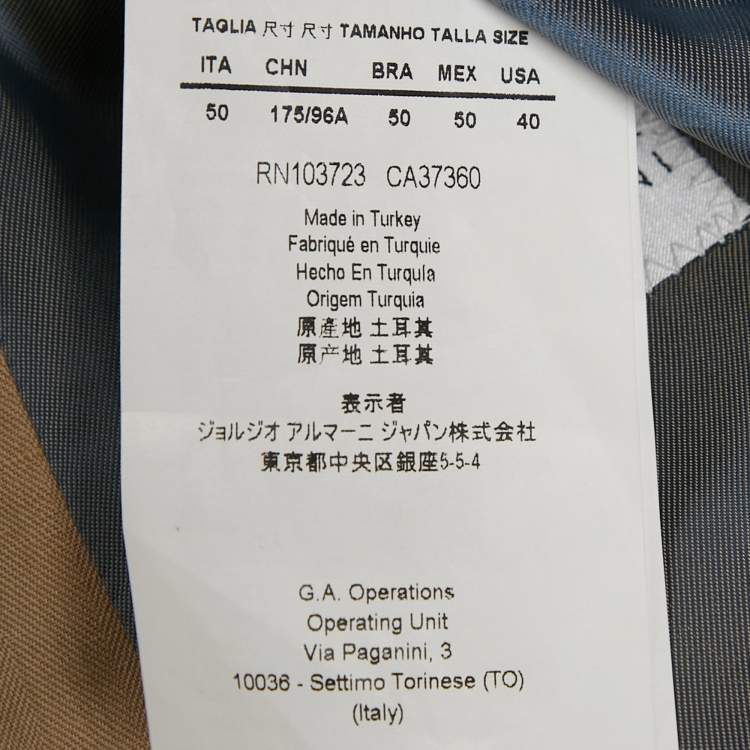 TAGLIA 尺寸 尺寸 TAMANHO TALLA SIZE
ITA CHN BRA MEX USA
50 175/96A 50 50 40
RN103723 CA37360
Made in Turkey
Fabriqué en Turquie
Hecho En Turquía
Origem Turquia
原產地 土耳其
原产地 土耳其
表示者
ジョルジオ アルマーニ ジャパン株式会社
東京都中央区銀座5-5-4
G.A. Operations
Operating Unit
Via Paganini, 3
10036 - Settimo Torinese (TO)
(Italy)